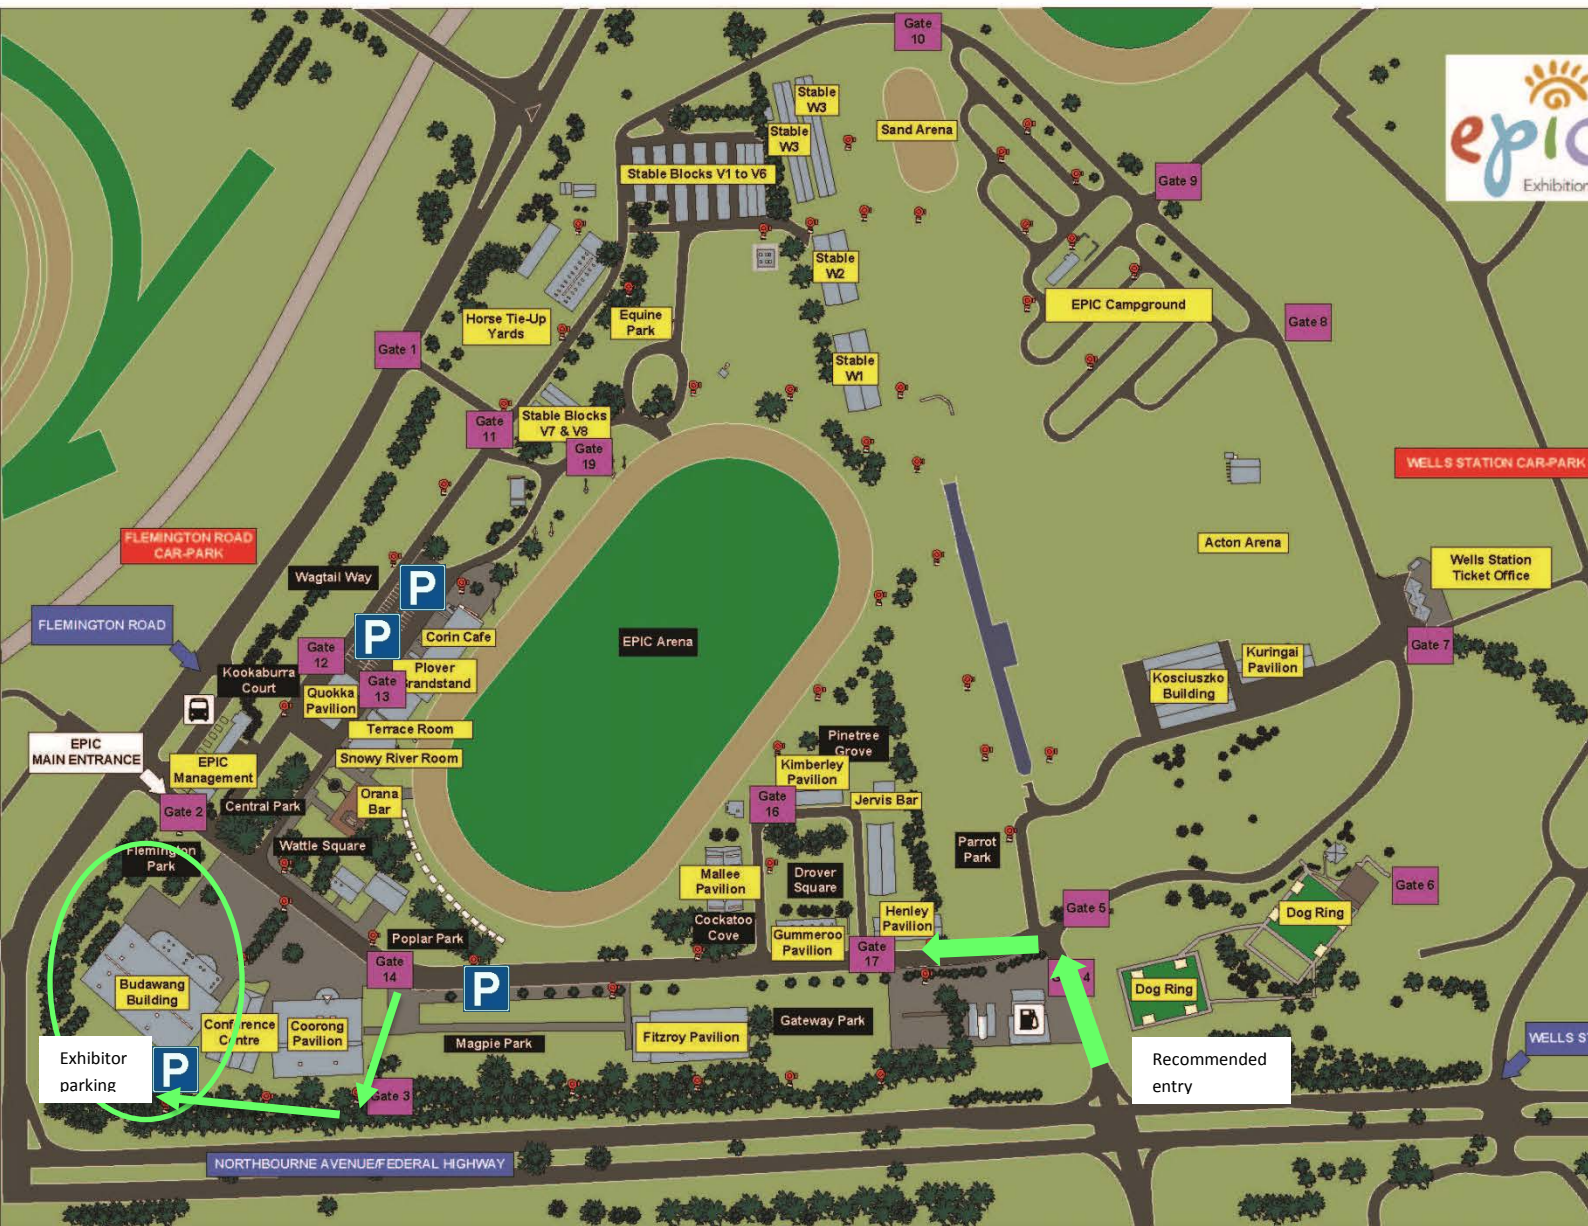 Gate
10
epic
Exhibition
Stable
W3
Stable
W3
Sand Arena
Stable Blocks V1 to V6
Gate 9
Stable
W2
EPIC Campground
Horse Tie-Up
Yards
Equine
Park
Gate 8
Gate 1
Stable
W1
Gate
11
Stable Blocks
V7 & V8
Gate
19
WELLS STATION CAR-PARK
FLEMINGTON ROAD
CAR-PARK
Acton Arena
Wells Station
Ticket Office
Wagtail Way
P
P
FLEMINGTON ROAD
Corin Cafe
EPIC Arena
Gate
12
Gate 7
Kookaburra
Court
Plover
Grandstand
Gate
13
Quokka
Pavilion
Kuringai
Pavilion
Kosciuszko
Building
Terrace Room
Snowy River Room
EPIC
MAIN ENTRANCE
EPIC
Management
Pinetree
Grove
Kimberley
Pavilion
Orana
Bar
Gate
16
Jervis Bar
Gate 2
Central Park
Wattle Square
Flemington
Park
Parrot
Park
Mallee
Pavilion
Drover
Square
Gate 6
Gate 5
Dog Ring
Henley
Pavilion
Cockatoo
Cove
Gummeroo
Pavilion
Gate
17
Poplar Park
Gate
14
P
Budawang
Building
Dog Ring
4
Gateway Park
Conference
Centre
Coorong
Pavilion
Magpie Park
Fitzroy Pavilion
WELLS S
Exhibitor
parking
P
Recommended
entry
Gate 3
NORTHBOURNE AVENUE/FEDERAL HIGHWAY